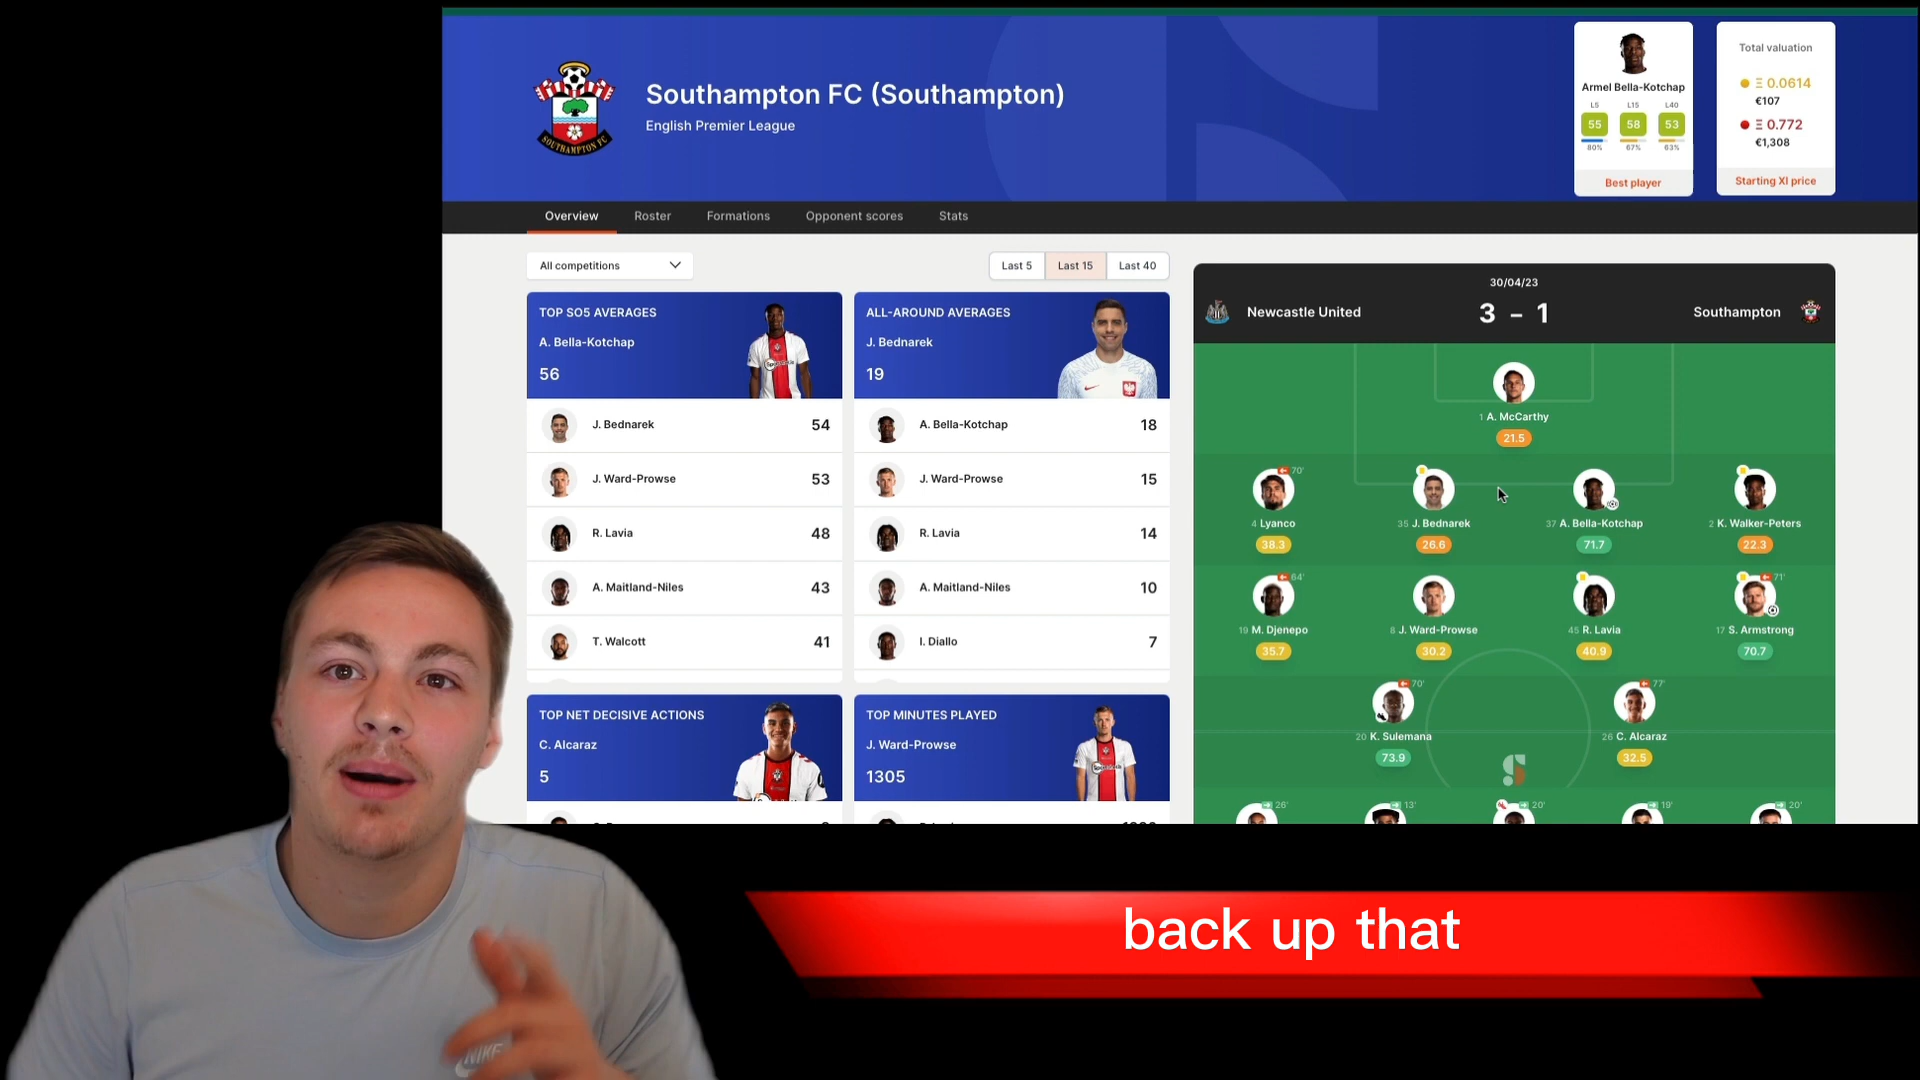 Southampton FC (Southampton)
English Premier League
SOUTHAMPTON FC
Armel Bella-Kotchap
L5 L15 L40
55 58 53
80% 67% 63%
Best player
Total valuation
Ξ 0.0614
€107
Ξ 0.772
€1,308
Starting XI price
Overview Roster Formations Opponent scores Stats
All competitions
Last 5 Last 15 Last 40
TOP SO5 AVERAGES
A. Bella-Kotchap
56
J. Bednarek 54
J. Ward-Prowse 53
R. Lavia 48
A. Maitland-Niles 43
T. Walcott 41
ALL-AROUND AVERAGES
J. Bednarek
19
A. Bella-Kotchap 18
J. Ward-Prowse 15
R. Lavia 14
A. Maitland-Niles 10
I. Diallo 7
TOP NET DECISIVE ACTIONS
C. Alcaraz
5
TOP MINUTES PLAYED
J. Ward-Prowse
1305
30/04/23
Newcastle United 3 – 1 Southampton
1 A. McCarthy
21.5
70'
4 Lyanco 35 J. Bednarek 37 A. Bella-Kotchap 2 K. Walker-Peters
38.3 26.6 71.7 22.3
64' 71'
19 M. Djenepo 8 J. Ward-Prowse 45 R. Lavia 17 S. Armstrong
35.7 30.2 40.9 70.7
70' 77'
20 K. Sulemana 26 C. Alcaraz
73.9 32.5
26' 13' 20' 19' 20'
back up that
NIKE